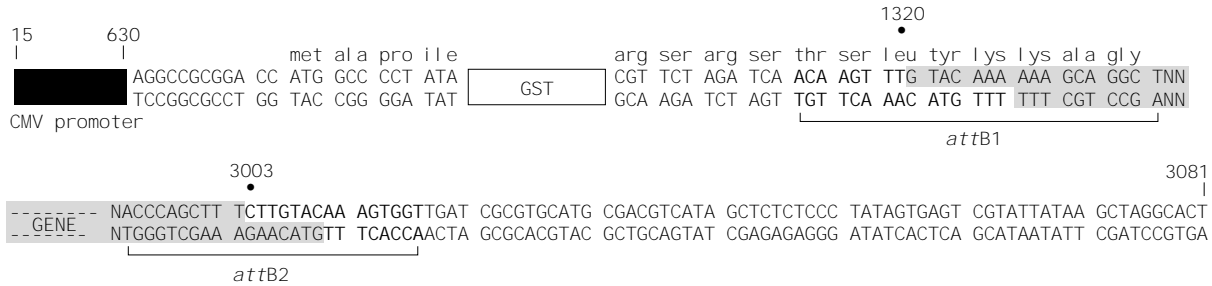 1320
15 630
met ala pro ile arg ser arg ser thr ser leu tyr lys lys ala gly
AGGCCGCGGA CC ATG GCC CCT ATA GST CGT TCT AGA TCA ACA AGT TTG TAC AAA AAA GCA GGC TNN
TCCGGCGCCT GG TAC CGG GGA TAT GCA AGA TCT AGT TGT TCA AAC ATG TTT TTT CGT CCG ANN
CMV promoter
attB1
3003 3081
-------- NACCCAGCTTT CTTGTACAA AGTGGTTGAT CGCGTGCATG CGACGTCATA GCTCTCTCCC TATAGTGAGT CGTATTATAA GCTAGGCACT
GENE
------- NTGGGTCGAAA GAACATGTTT TCACCAACTA GCGCACGTAC GCTGCAGTAT CGAGAGAGGG ATATCACTCA GCATAATATT CGATCCGTGA
attB2